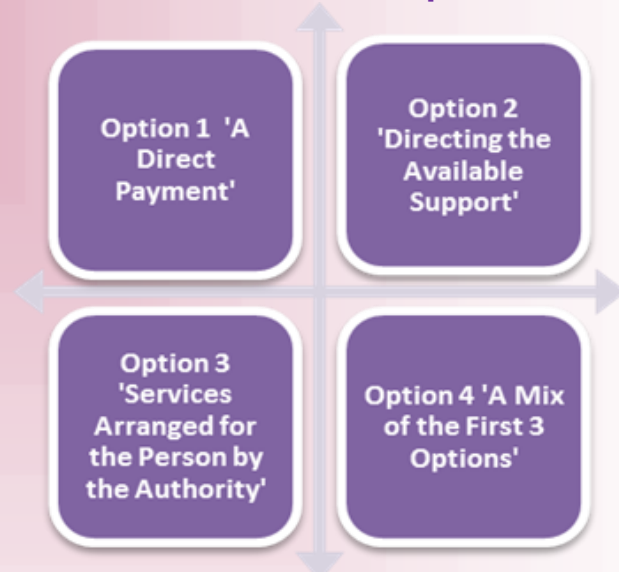 Option 1 'A
Direct
Payment'
Option 2
'Directing the
Available
Support'
Option 3
'Services
Arranged for
the Person by
the Authority'
Option 4 'A Mix
of the First 3
Options'